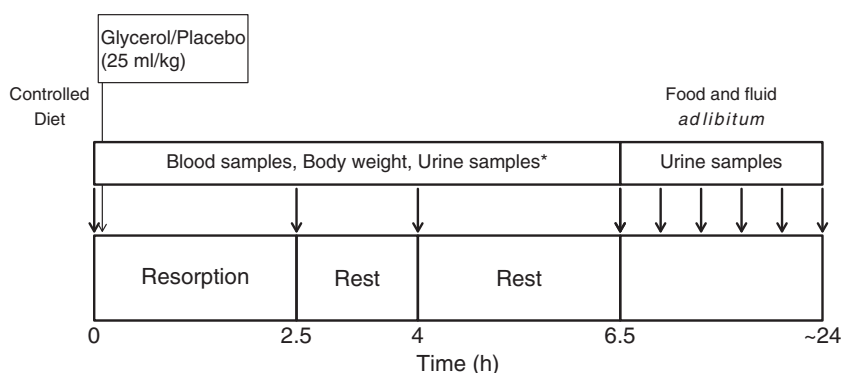 Glycerol/Placebo
(25 ml/kg)
Controlled
Diet
Food and fluid
ad libitum
Blood samples, Body weight, Urine samples*
Urine samples
Resorption
Rest
Rest
0
2.5
4
6.5
~24
Time (h)